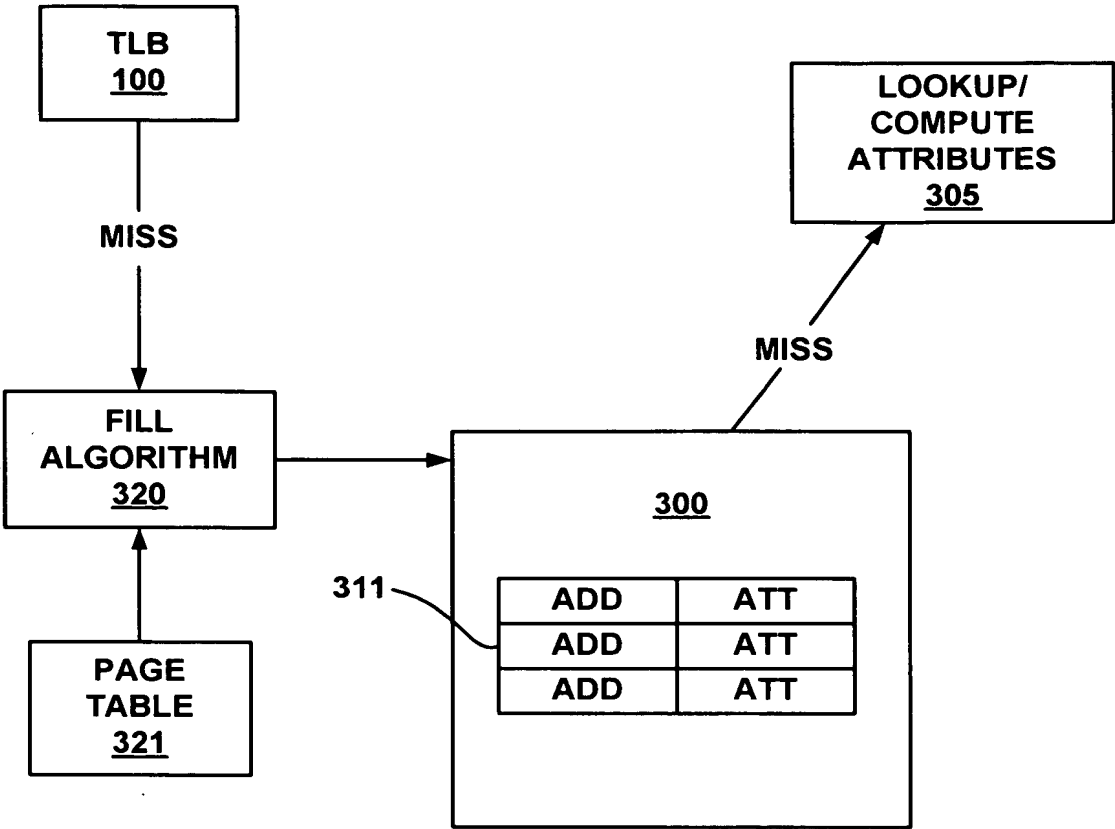 TLB
100
MISS
LOOKUP/
COMPUTE
ATTRIBUTES
305
MISS
FILL
ALGORITHM
320
300
311
ADD ATT
ADD ATT
ADD ATT
PAGE
TABLE
321